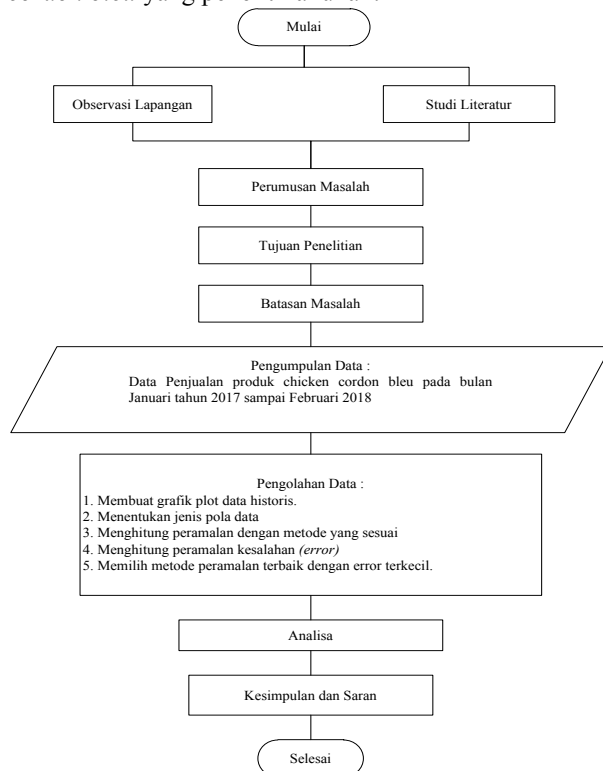 yang
Mulai
Observasi Lapangan
Studi Literatur
Perumusan Masalah
Tujuan Penelitian
Batasan Masalah
Pengumpulan Data :
Data Penjualan produk chicken cordon bleu pada bulan
Januari tahun 2017 sampai Februari 2018
Pengolahan Data :
1. Membuat grafik plot data historis.
2. Menentukan jenis pola data
3. Menghitung peramalan dengan metode yang sesuai
4. Menghitung peramalan kesalahan (error)
5. Memilih metode peramalan terbaik dengan error terkecil.
Analisa
Kesimpulan dan Saran
Selesai